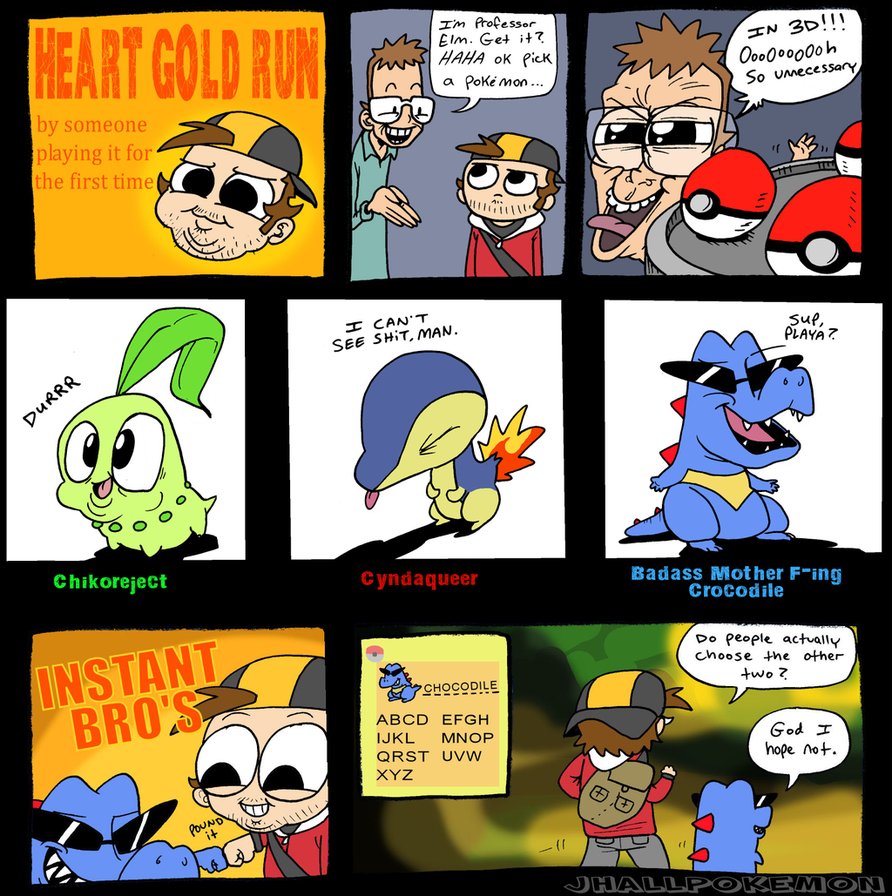 HEART GOLD RUN
by someone
playing it for
the first time
I'm Professor
Elm. Get it?
HAHA ok pick
a pokémon...
IN 3D!!!
OooOoooOoh
So unnecessary
DURRR
I CAN'T
SEE SHIT, MAN.
SUP,
PLAYA?
Chikoreject
Cyndaqueer
Badass Mother F-ing
Crocodile
INSTANT
BRO'S
POUND
it
CHOCODILE
ABCD EFGH
IJKL MNOP
QRST UVW
XYZ
Do people actually
choose the other
two?
God I
hope not.
JHALLPOKEMON